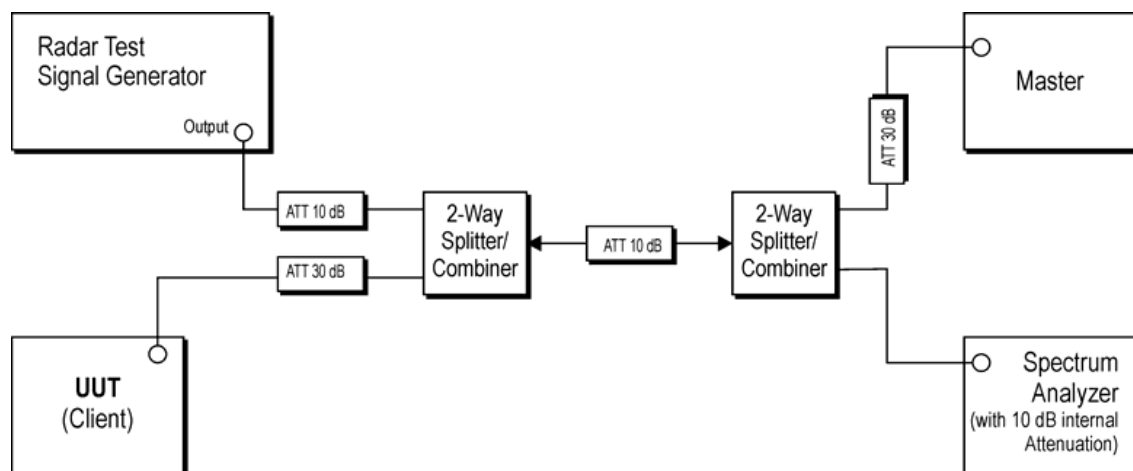 Radar Test
Signal Generator
Output
ATT 10 dB
ATT 30 dB
2-Way
Splitter/
Combiner
ATT 10 dB
2-Way
Splitter/
Combiner
ATT 30 dB
Master
UUT
(Client)
Spectrum
Analyzer
(with 10 dB internal
Attenuation)